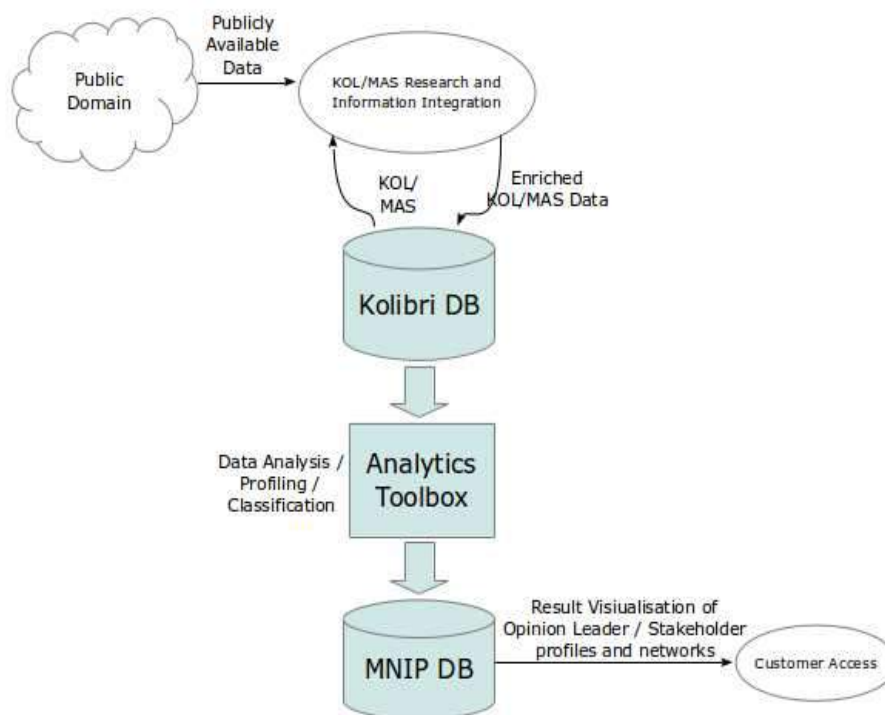 Publicly
Available
Data
Public
Domain
KOL/MAS Research and
Information Integration
KOL/
MAS
Enriched
KOL/MAS Data
Kolibri DB
Data Analysis /
Profiling /
Classification
Analytics
Toolbox
Result Visiualisation of
Opinion Leader / Stakeholder
profiles and networks
MNIP DB
Customer Access